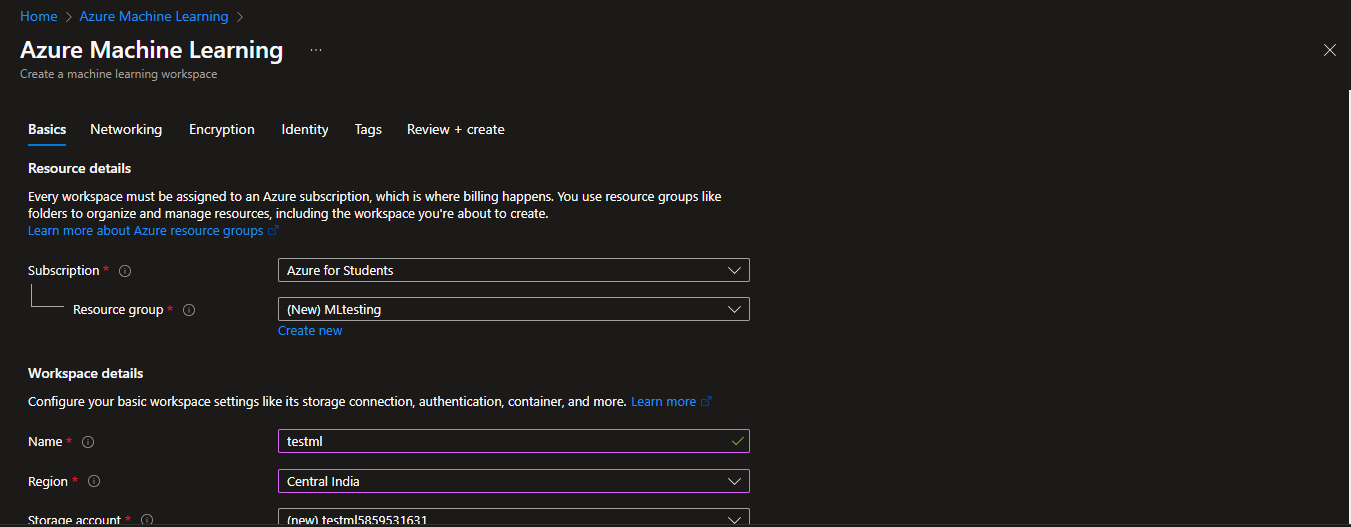 Home > Azure Machine Learning >
Azure Machine Learning ...
Create a machine learning workspace
Basics Networking Encryption Identity Tags Review + create
Resource details
Every workspace must be assigned to an Azure subscription, which is where billing happens. You use resource groups like
folders to organize and manage resources, including the workspace you're about to create.
Learn more about Azure resource groups
Subscription * Azure for Students
Resource group * (New) MLtesting
Create new
Workspace details
Configure your basic workspace settings like its storage connection, authentication, container, and more. Learn more
Name * testml
Region * Central India
Storage account * (new) testml5859531631